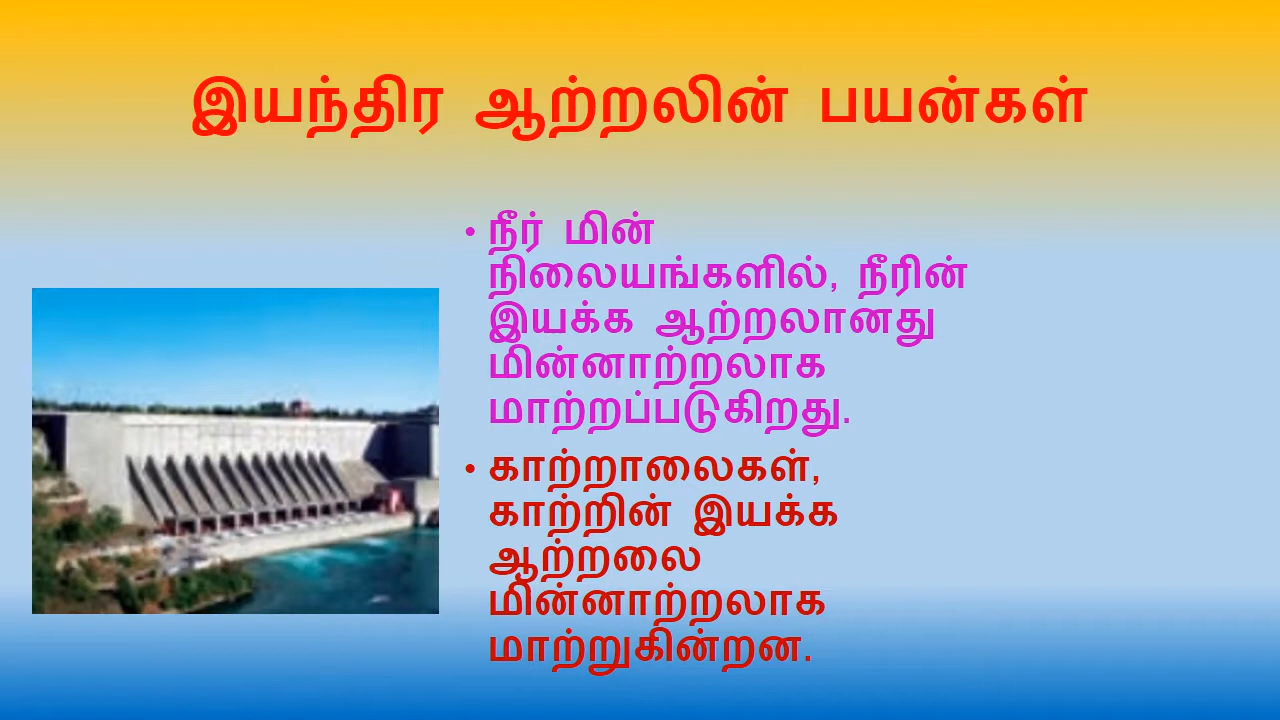 இயந்திர ஆற்றலின் பயன்கள்
• நீர் மின்
நிலையங்களில், நீரின்
இயக்க ஆற்றலானது
மின்னாற்றலாக
மாற்றப்படுகிறது.
• காற்றாலைகள்,
காற்றின் இயக்க
ஆற்றலை
மின்னாற்றலாக
மாற்றுகின்றன.